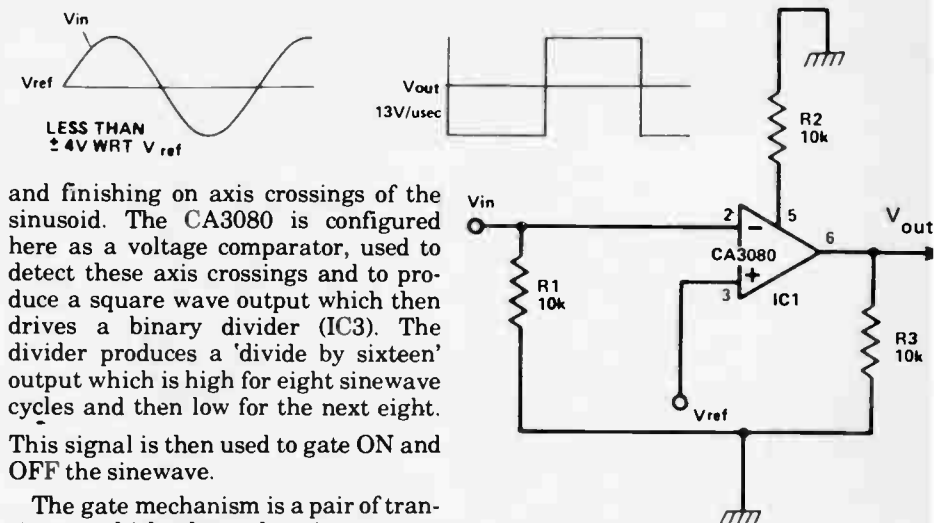 Vin
Vref
LESS THAN
± 4V WRT V ref
Vout
13V/usec
and finishing on axis crossings of the
sinusoid. The CA3080 is configured
here as a voltage comparator, used to
detect these axis crossings and to pro-
duce a square wave output which then
drives a binary divider (IC3). The
divider produces a 'divide by sixteen'
output which is high for eight sinewave
cycles and then low for the next eight.
This signal is then used to gate ON and
OFF the sinewave.
The gate mechanism is a pair of tran-
R2
10k
Vin
2
5
CA3080
6
Vout
3
IC1
R1
10k
R3
10k
Vref